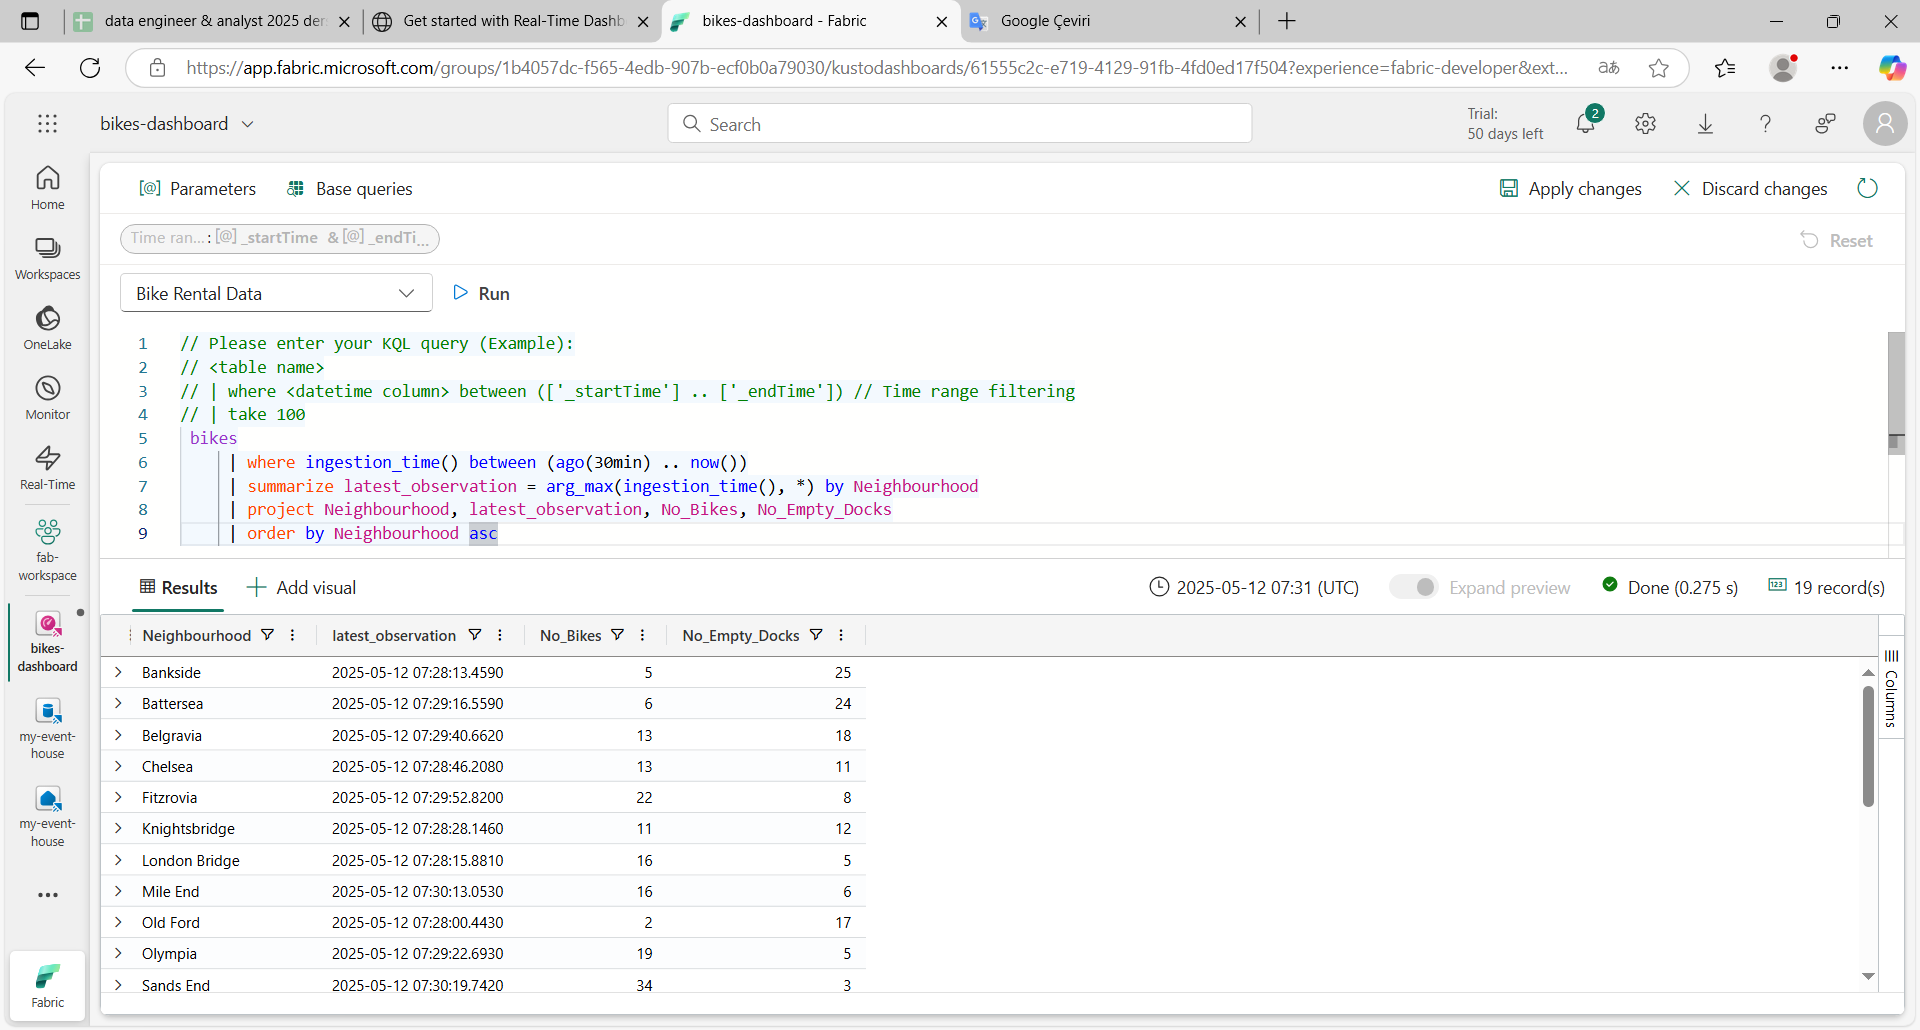 data engineer & analyst 2025 der
Get started with Real-Time Dashb
bikes-dashboard - Fabric
Google Çeviri
https://app.fabric.microsoft.com/groups/1b4057dc-f565-4edb-907b-ecf0b0a79030/kustodashboards/61555c2c-e719-4129-91fb-4fd0ed17f504?experience=fabric-developer&ext...
aあ
bikes-dashboard
Search
Trial:
50 days left
2
Home
Workspaces
OneLake
Monitor
Real-Time
fab-
workspace
bikes-
dashboard
my-event-
house
my-event-
house
Fabric
Parameters
Base queries
Apply changes
Discard changes
Time ran... : [@] _startTime & [@] _endTi...
Reset
Bike Rental Data
Run
1 // Please enter your KQL query (Example):
2 // <table name>
3 // | where <datetime column> between (['_startTime'] .. ['_endTime']) // Time range filtering
4 // | take 100
5 bikes
6 | where ingestion_time() between (ago(30min) .. now())
7 | summarize latest_observation = arg_max(ingestion_time(), *) by Neighbourhood
8 | project Neighbourhood, latest_observation, No_Bikes, No_Empty_Docks
9 | order by Neighbourhood asc
Results
Add visual
2025-05-12 07:31 (UTC)
Expand preview
Done (0.275 s)
123 19 record(s)
Neighbourhood latest_observation No_Bikes No_Empty_Docks
Bankside 2025-05-12 07:28:13.4590 5 25
Battersea 2025-05-12 07:29:16.5590 6 24
Belgravia 2025-05-12 07:29:40.6620 13 18
Chelsea 2025-05-12 07:28:46.2080 13 11
Fitzrovia 2025-05-12 07:29:52.8200 22 8
Knightsbridge 2025-05-12 07:28:28.1460 11 12
London Bridge 2025-05-12 07:28:15.8810 16 5
Mile End 2025-05-12 07:30:13.0530 16 6
Old Ford 2025-05-12 07:28:00.4430 2 17
Olympia 2025-05-12 07:29:22.6930 19 5
Sands End 2025-05-12 07:30:19.7420 34 3
Columns